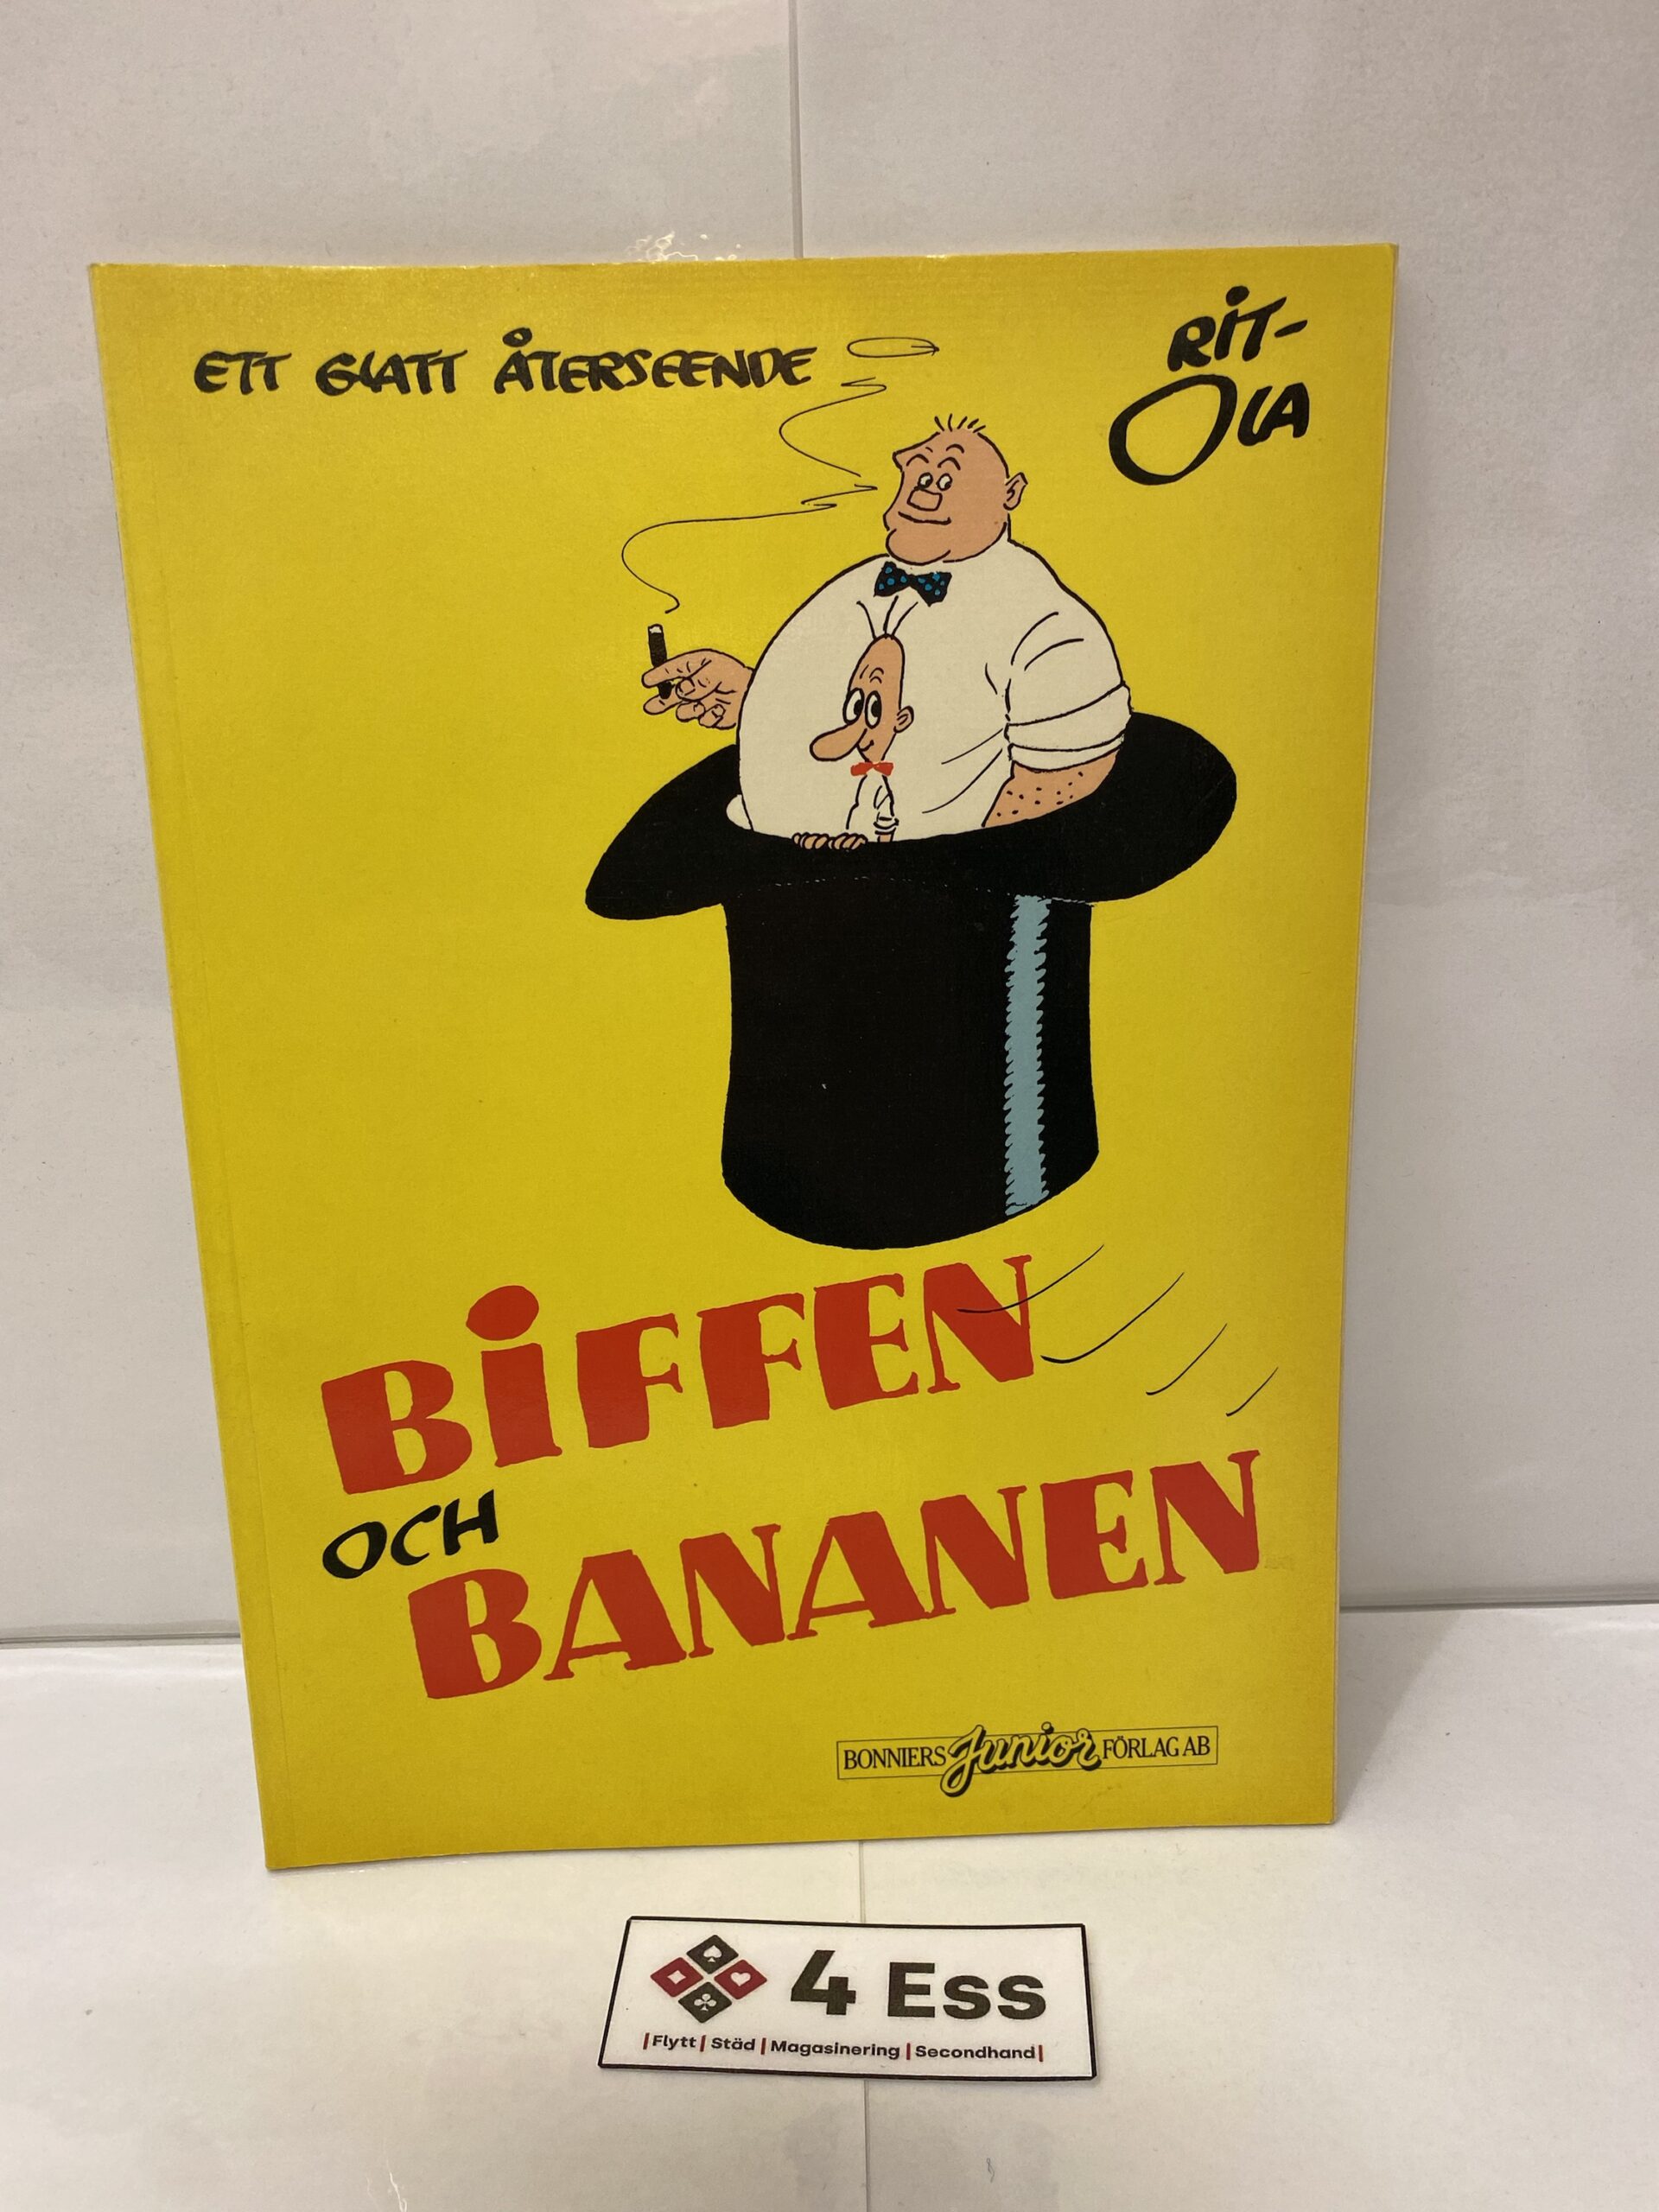 ETT GLATT ÅTERSEENDE
RIT-
OLA
BIFFEN
OCH
BANANEN
BONNIERS Junior FÖRLAG AB
4 Ess
|Flytt| Städ |Magasinering |Secondhand|